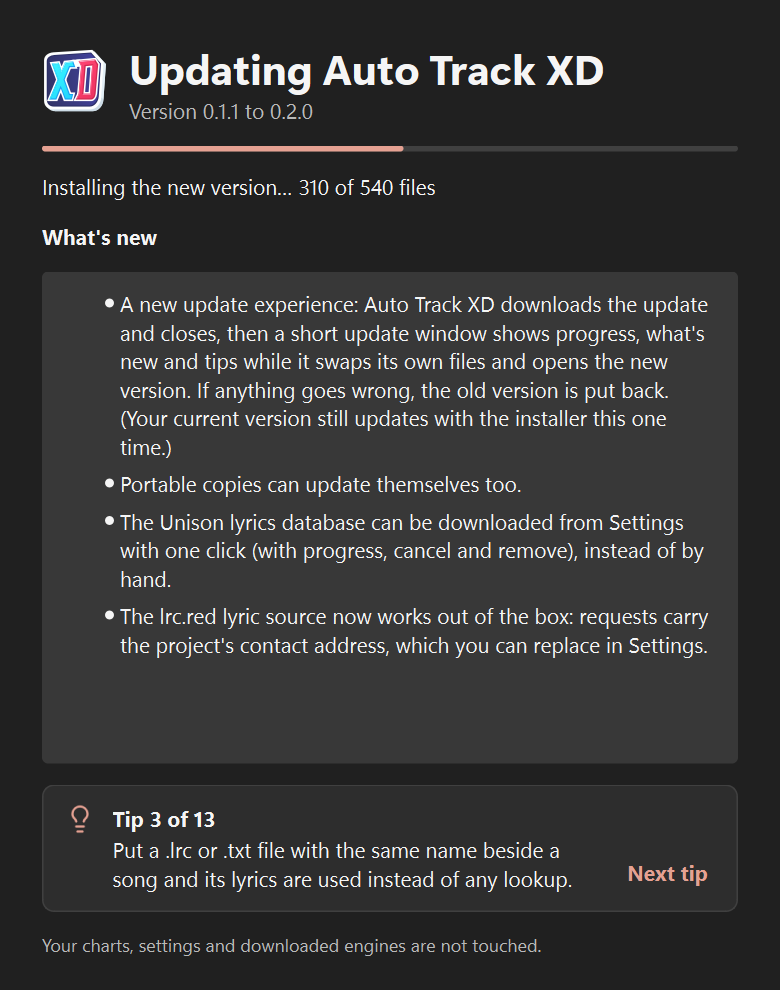 XD
Updating Auto Track XD
Version 0.1.1 to 0.2.0
Installing the new version... 310 of 540 files
What's new
• A new update experience: Auto Track XD downloads the update
and closes, then a short update window shows progress, what's
new and tips while it swaps its own files and opens the new
version. If anything goes wrong, the old version is put back.
(Your current version still updates with the installer this one
time.)
• Portable copies can update themselves too.
• The Unison lyrics database can be downloaded from Settings
with one click (with progress, cancel and remove), instead of by
hand.
• The lrc.red lyric source now works out of the box: requests carry
the project's contact address, which you can replace in Settings.
Tip 3 of 13
Put a .lrc or .txt file with the same name beside a
song and its lyrics are used instead of any lookup.
Next tip
Your charts, settings and downloaded engines are not touched.